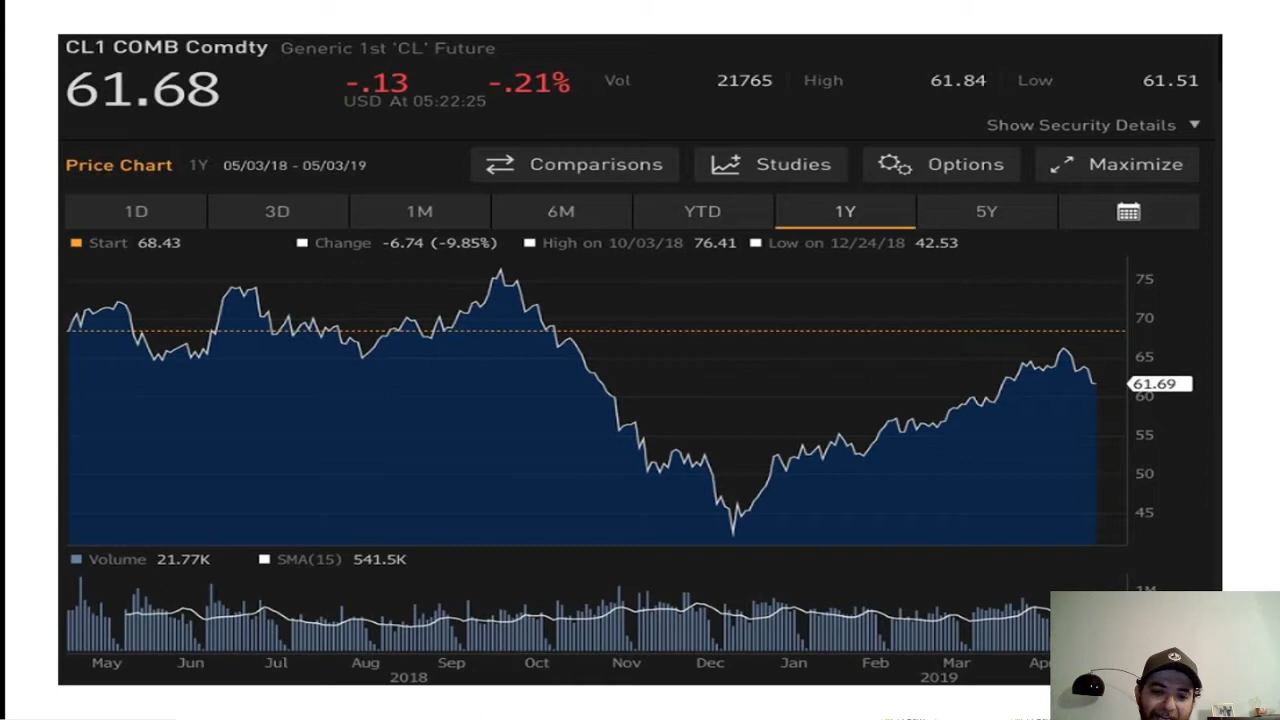 CL1 COMB Comdty Generic 1st 'CL' Future
61.68 -.13 -.21% Vol 21765 High 61.84 Low 61.51
USD At 05:22:25
Show Security Details
Price Chart 1Y 05/03/18 - 05/03/19 Comparisons Studies Options Maximize
1D 3D 1M 6M YTD 1Y 5Y
Start 68.43 Change -6.74 (-9.85%) High on 10/03/18 76.41 Low on 12/24/18 42.53
75
70
65
61.69
60
55
50
45
Volume 21.77K SMA(15) 541.5K
1M
May Jun Jul Aug Sep Oct Nov Dec Jan Feb Mar
2018 2019